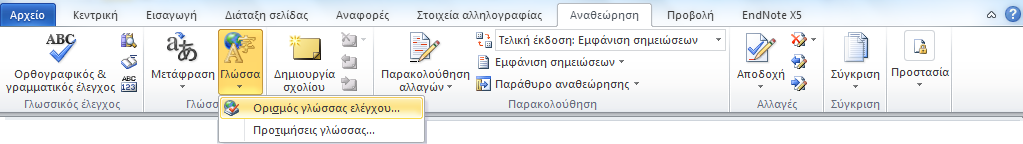 Αρχείο Κεντρική Εισαγωγή Διάταξη σελίδας Αναφορές Στοιχεία αλληλογραφίας Αναθεώρηση Προβολή EndNote X5
ABC Τελική έκδοση: Εμφάνιση σημειώσεων
Ορθογραφικός & γραμματικός έλεγχος
ABC 123
Μετάφραση Γλώσσα
Δημιουργία σχολίου
Παρακολούθηση αλλαγών
Εμφάνιση σημειώσεων
Παράθυρο αναθεώρησης
Αποδοχή Σύγκριση Προστασία
Γλωσσικός έλεγχος Γλώσ Παρακολούθηση Αλλαγές Σύγκριση
Ορισμός γλώσσας ελέγχου...
Προτιμήσεις γλώσσας...